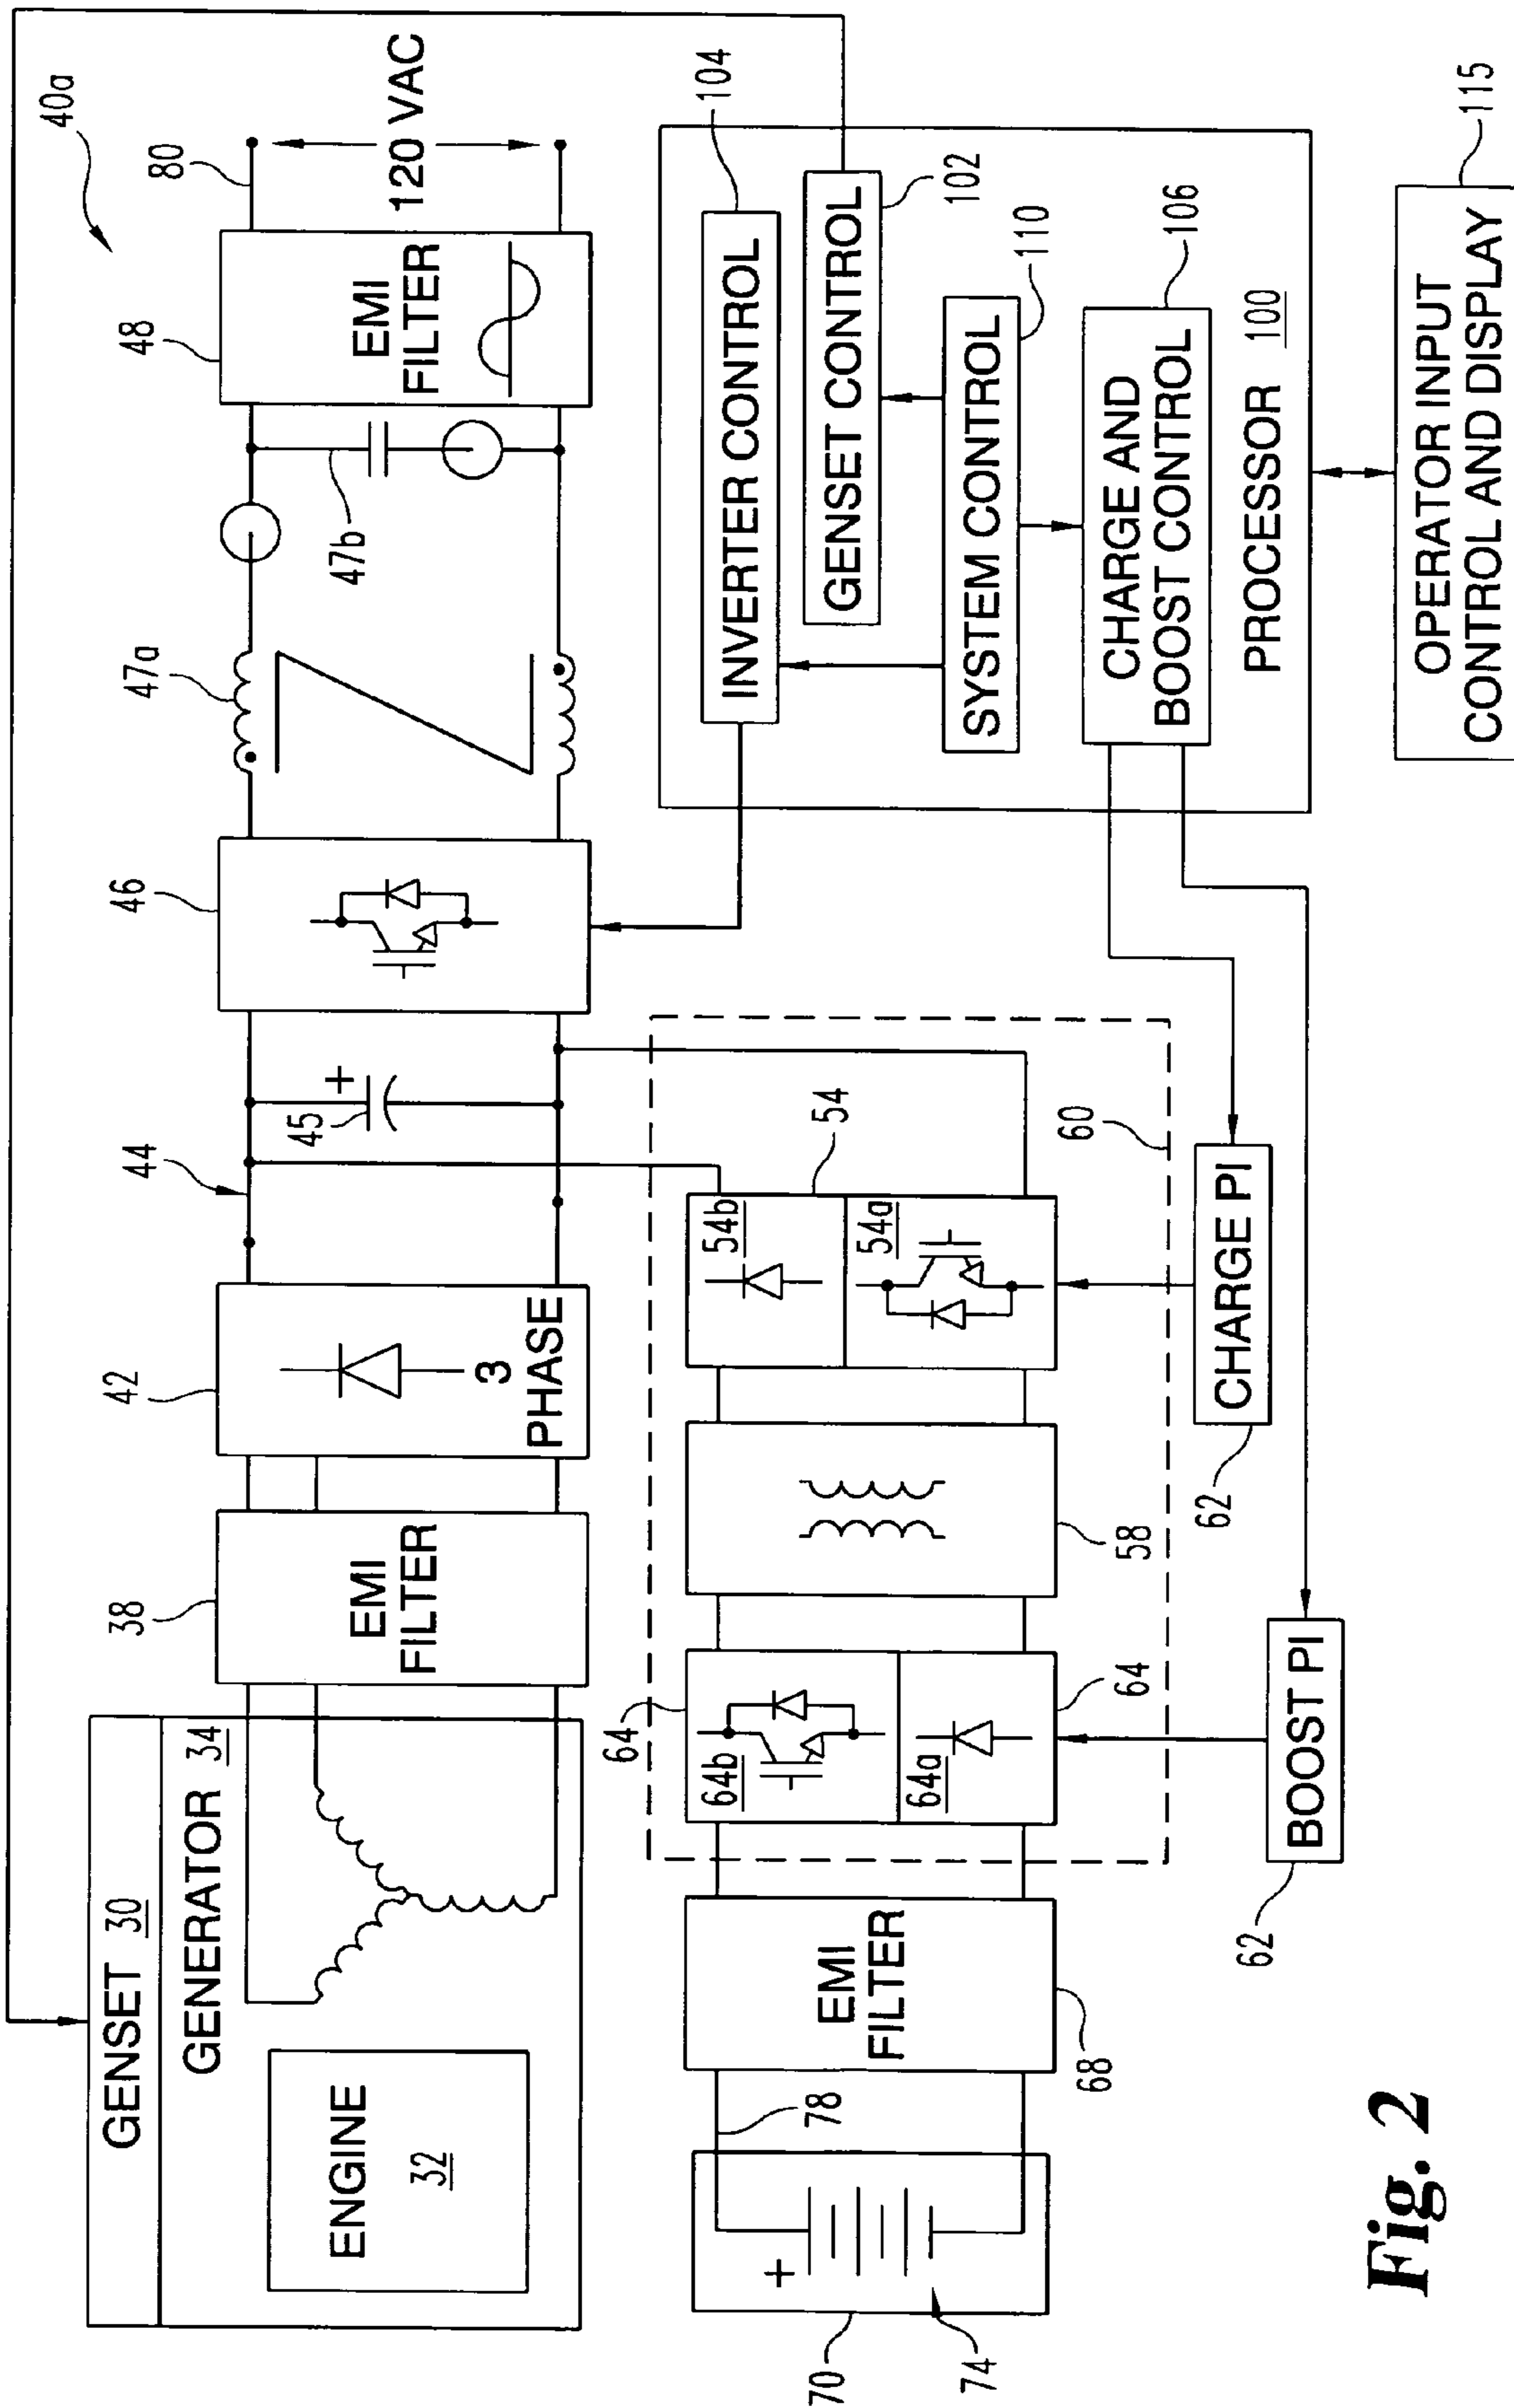 40a
GENSET 30
GENERATOR 34
ENGINE
32
38
EMI
FILTER
42
3
PHASE
44
45
+
46
47a
47b
48
EMI
FILTER
80
120 VAC
70
74
+
78
EMI
FILTER
68
64
64b
64a
64
58
54
54b
54a
60
CHARGE PI
62
BOOST PI
62
104
INVERTER CONTROL
GENSET CONTROL
102
SYSTEM CONTROL
110
CHARGE AND
BOOST CONTROL
106
PROCESSOR 100
OPERATOR INPUT
CONTROL AND DISPLAY
115
Fig. 2